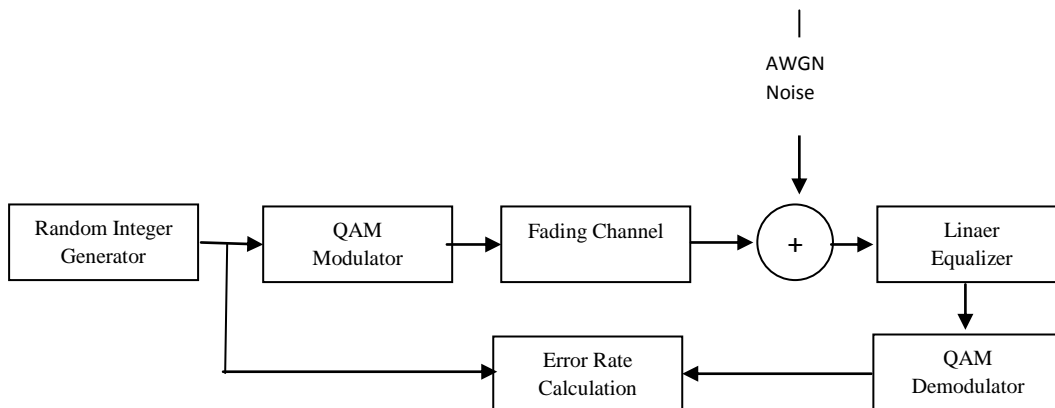 AWGN
Noise
Random Integer
Generator
QAM
Modulator
Fading Channel
+
Linaer
Equalizer
Error Rate
Calculation
QAM
Demodulator